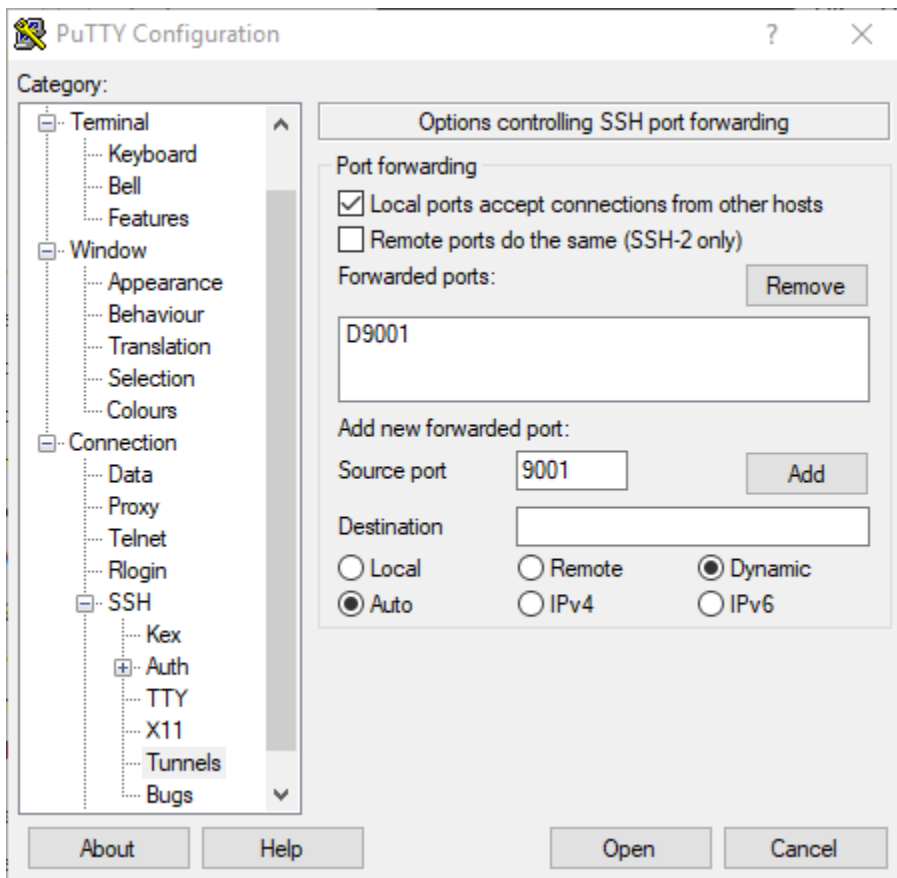 PuTTY Configuration
?
Category:
Terminal
Keyboard
Bell
Features
Window
Appearance
Behaviour
Translation
Selection
Colours
Connection
Data
Proxy
Telnet
Rlogin
SSH
Kex
Auth
TTY
X11
Tunnels
Bugs
Options controlling SSH port forwarding
Port forwarding
Local ports accept connections from other hosts
Remote ports do the same (SSH-2 only)
Forwarded ports:
Remove
D9001
Add new forwarded port:
Source port 9001 Add
Destination
Local Remote Dynamic
Auto IPv4 IPv6
About Help Open Cancel